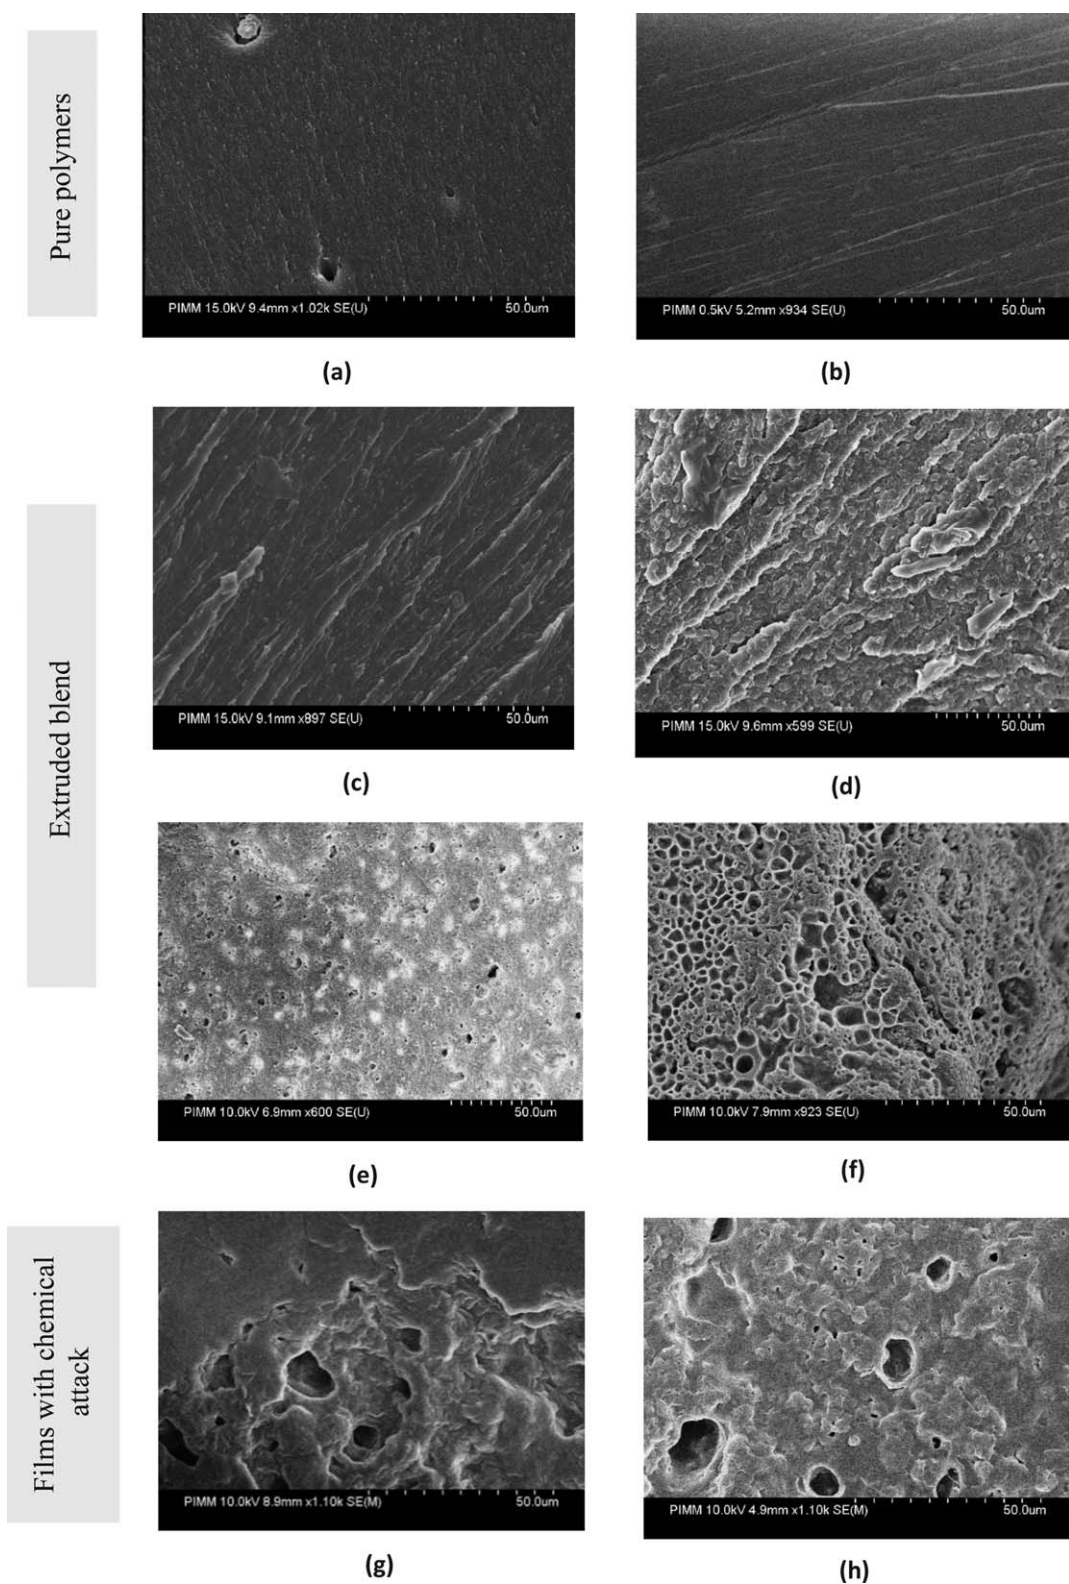 Pure polymers
PIMM 15.0kV 9.4mm x1.02k SE(U) 50.0um
(a)
PIMM 0.5kV 5.2mm x934 SE(U) 50.0um
(b)
Extruded blend
PIMM 15.0kV 9.1mm x897 SE(U) 50.0um
(c)
PIMM 15.0kV 9.6mm x599 SE(U) 50.0um
(d)
PIMM 10.0kV 6.9mm x600 SE(U) 50.0um
(e)
PIMM 10.0kV 7.9mm x923 SE(U) 50.0um
(f)
Films with chemical
attack
PIMM 10.0kV 8.9mm x1.10k SE(M) 50.0um
(g)
PIMM 10.0kV 4.9mm x1.10k SE(M) 50.0um
(h)